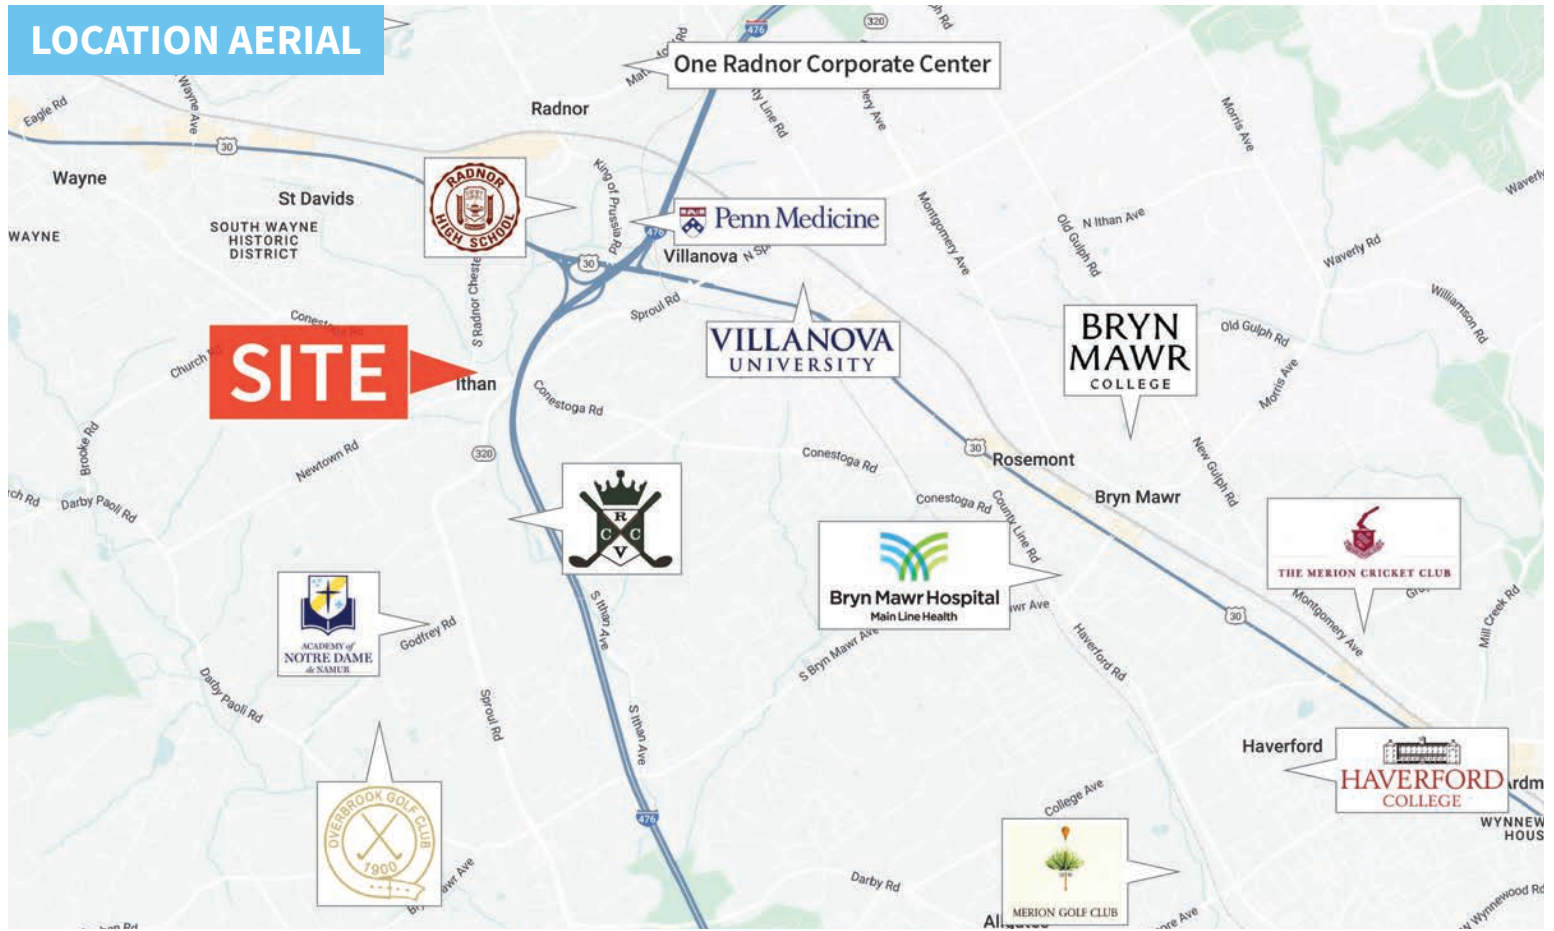 LOCATION AERIAL
320
476
One Radnor Corporate Center
Radnor
Eagle Rd
Wayne Ave
30
Wayne
St Davids
SOUTH WAYNE
HISTORIC
DISTRICT
WAYNE
RADNOR
HIGH SCHOOL
King of Prussia Rd
Penn Medicine
476
30
Villanova
Montgomery Ave
Old Gulph Rd
N Ithan Ave
Morris Ave
Waverly Rd
Waverly
Williamson Rd
Sproul Rd
VILLANOVA
UNIVERSITY
BRYN
MAWR
COLLEGE
Old Gulph Rd
Morris Ave
SITE
Ithan
Conestoga Rd
Newtown Rd
320
Brooke Rd
Darby Paoli Rd
Conestoga Rd
30
Rosemont
Conestoga Rd
County Line Rd
Bryn Mawr
New Gulph Rd
R
C C
V
Bryn Mawr Hospital
Main Line Health
THE MERION CRICKET CLUB
Montgomery Ave
Mill Creek Rd
30
ACADEMY of
NOTRE DAME
de NAMUR
Godfrey Rd
S Ithan Ave
S Bryn Mawr Ave
Haverford Rd
Darby Paoli Rd
Sproul Rd
S Ithan Ave
Haverford
HAVERFORD
COLLEGE
OVERBROOK GOLF CLUB
1900
476
College Ave
MERION GOLF CLUB
Darby Rd